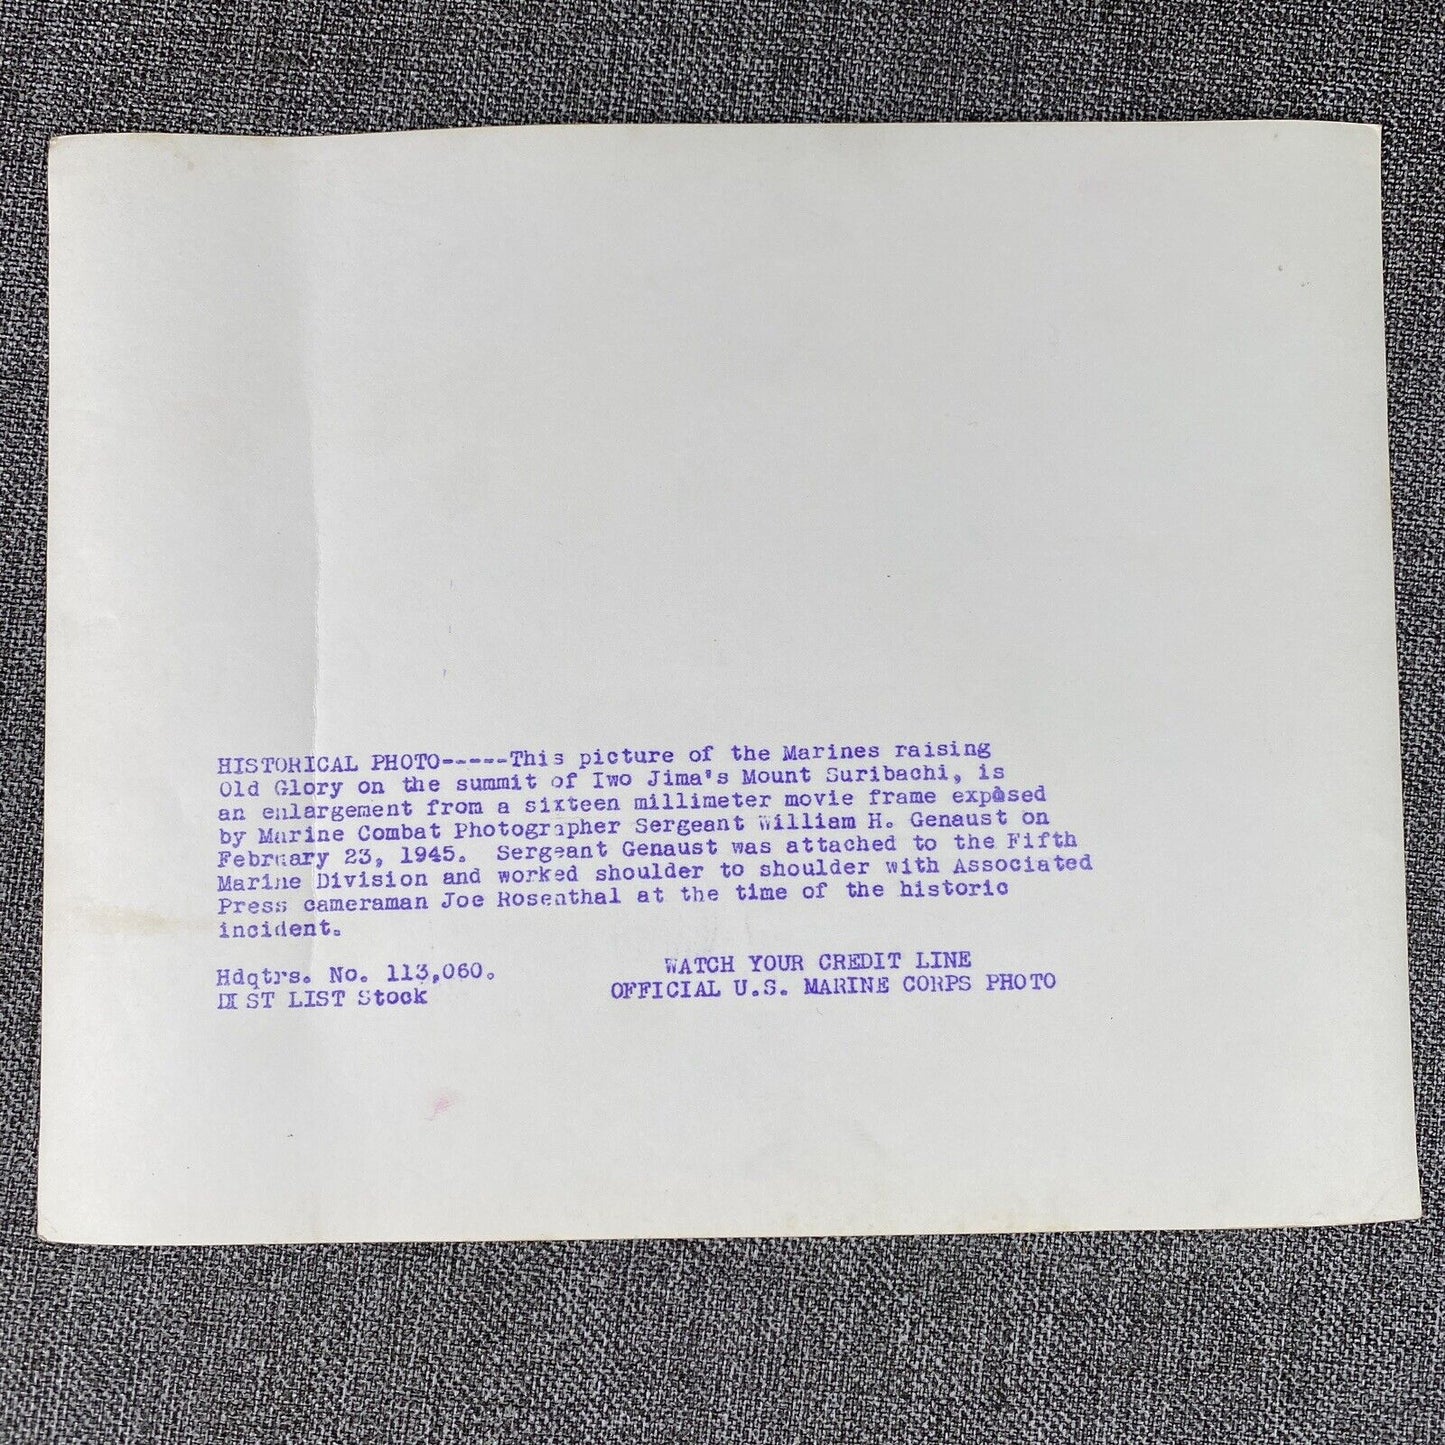 HISTORICAL PHOTO-----This picture of the Marines raising
Old Glory on the summit of Iwo Jima's Mount Suribachi, is
an enlargement from a sixteen millimeter movie frame exposed
by Marine Combat Photographer Sergeant William H. Genaust on
February 23, 1945.  Sergeant Genaust was attached to the Fifth
Marine Division and worked shoulder to shoulder with Associated
Press cameraman Joe Rosenthal at the time of the historic
incident.
Hdqtrs. No. 113,060.
DIST LIST Stock
WATCH YOUR CREDIT LINE
OFFICIAL U.S. MARINE CORPS PHOTO